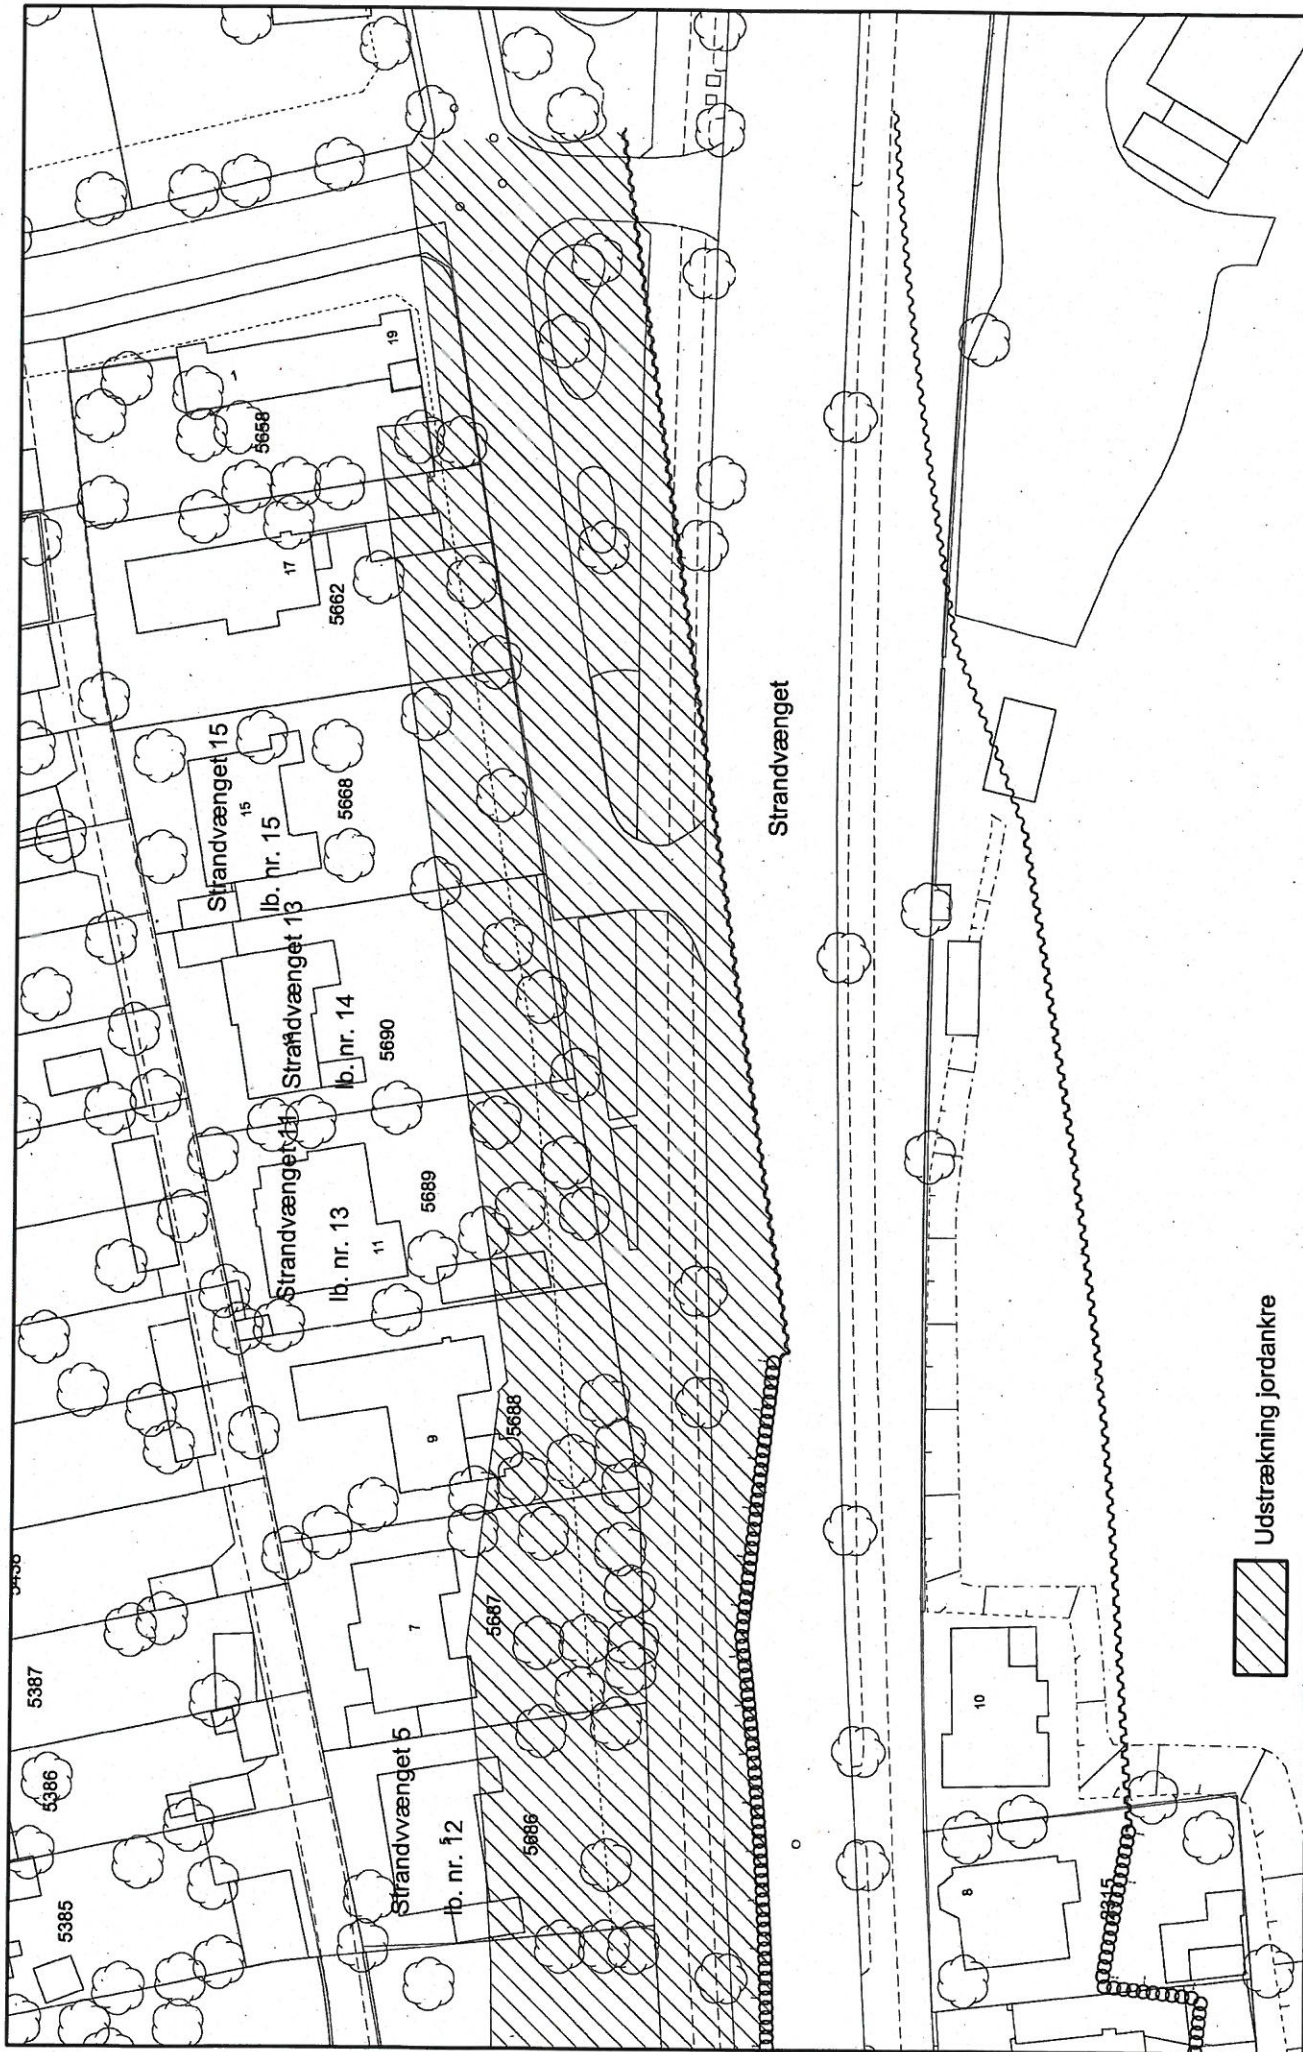 5385
5386
5387
Strandvvænget 5
lb. nr. 12
5
5686
7
5687
9
5688
Strandvænget 11
lb. nr. 13
11
5689
Strandvænget 13
lb. nr. 14
5690
Strandvænget 15
15
lb. nr. 15
5668
17
5662
1
19
5658
Strandvænget
8
10
Udstrækning jordankre